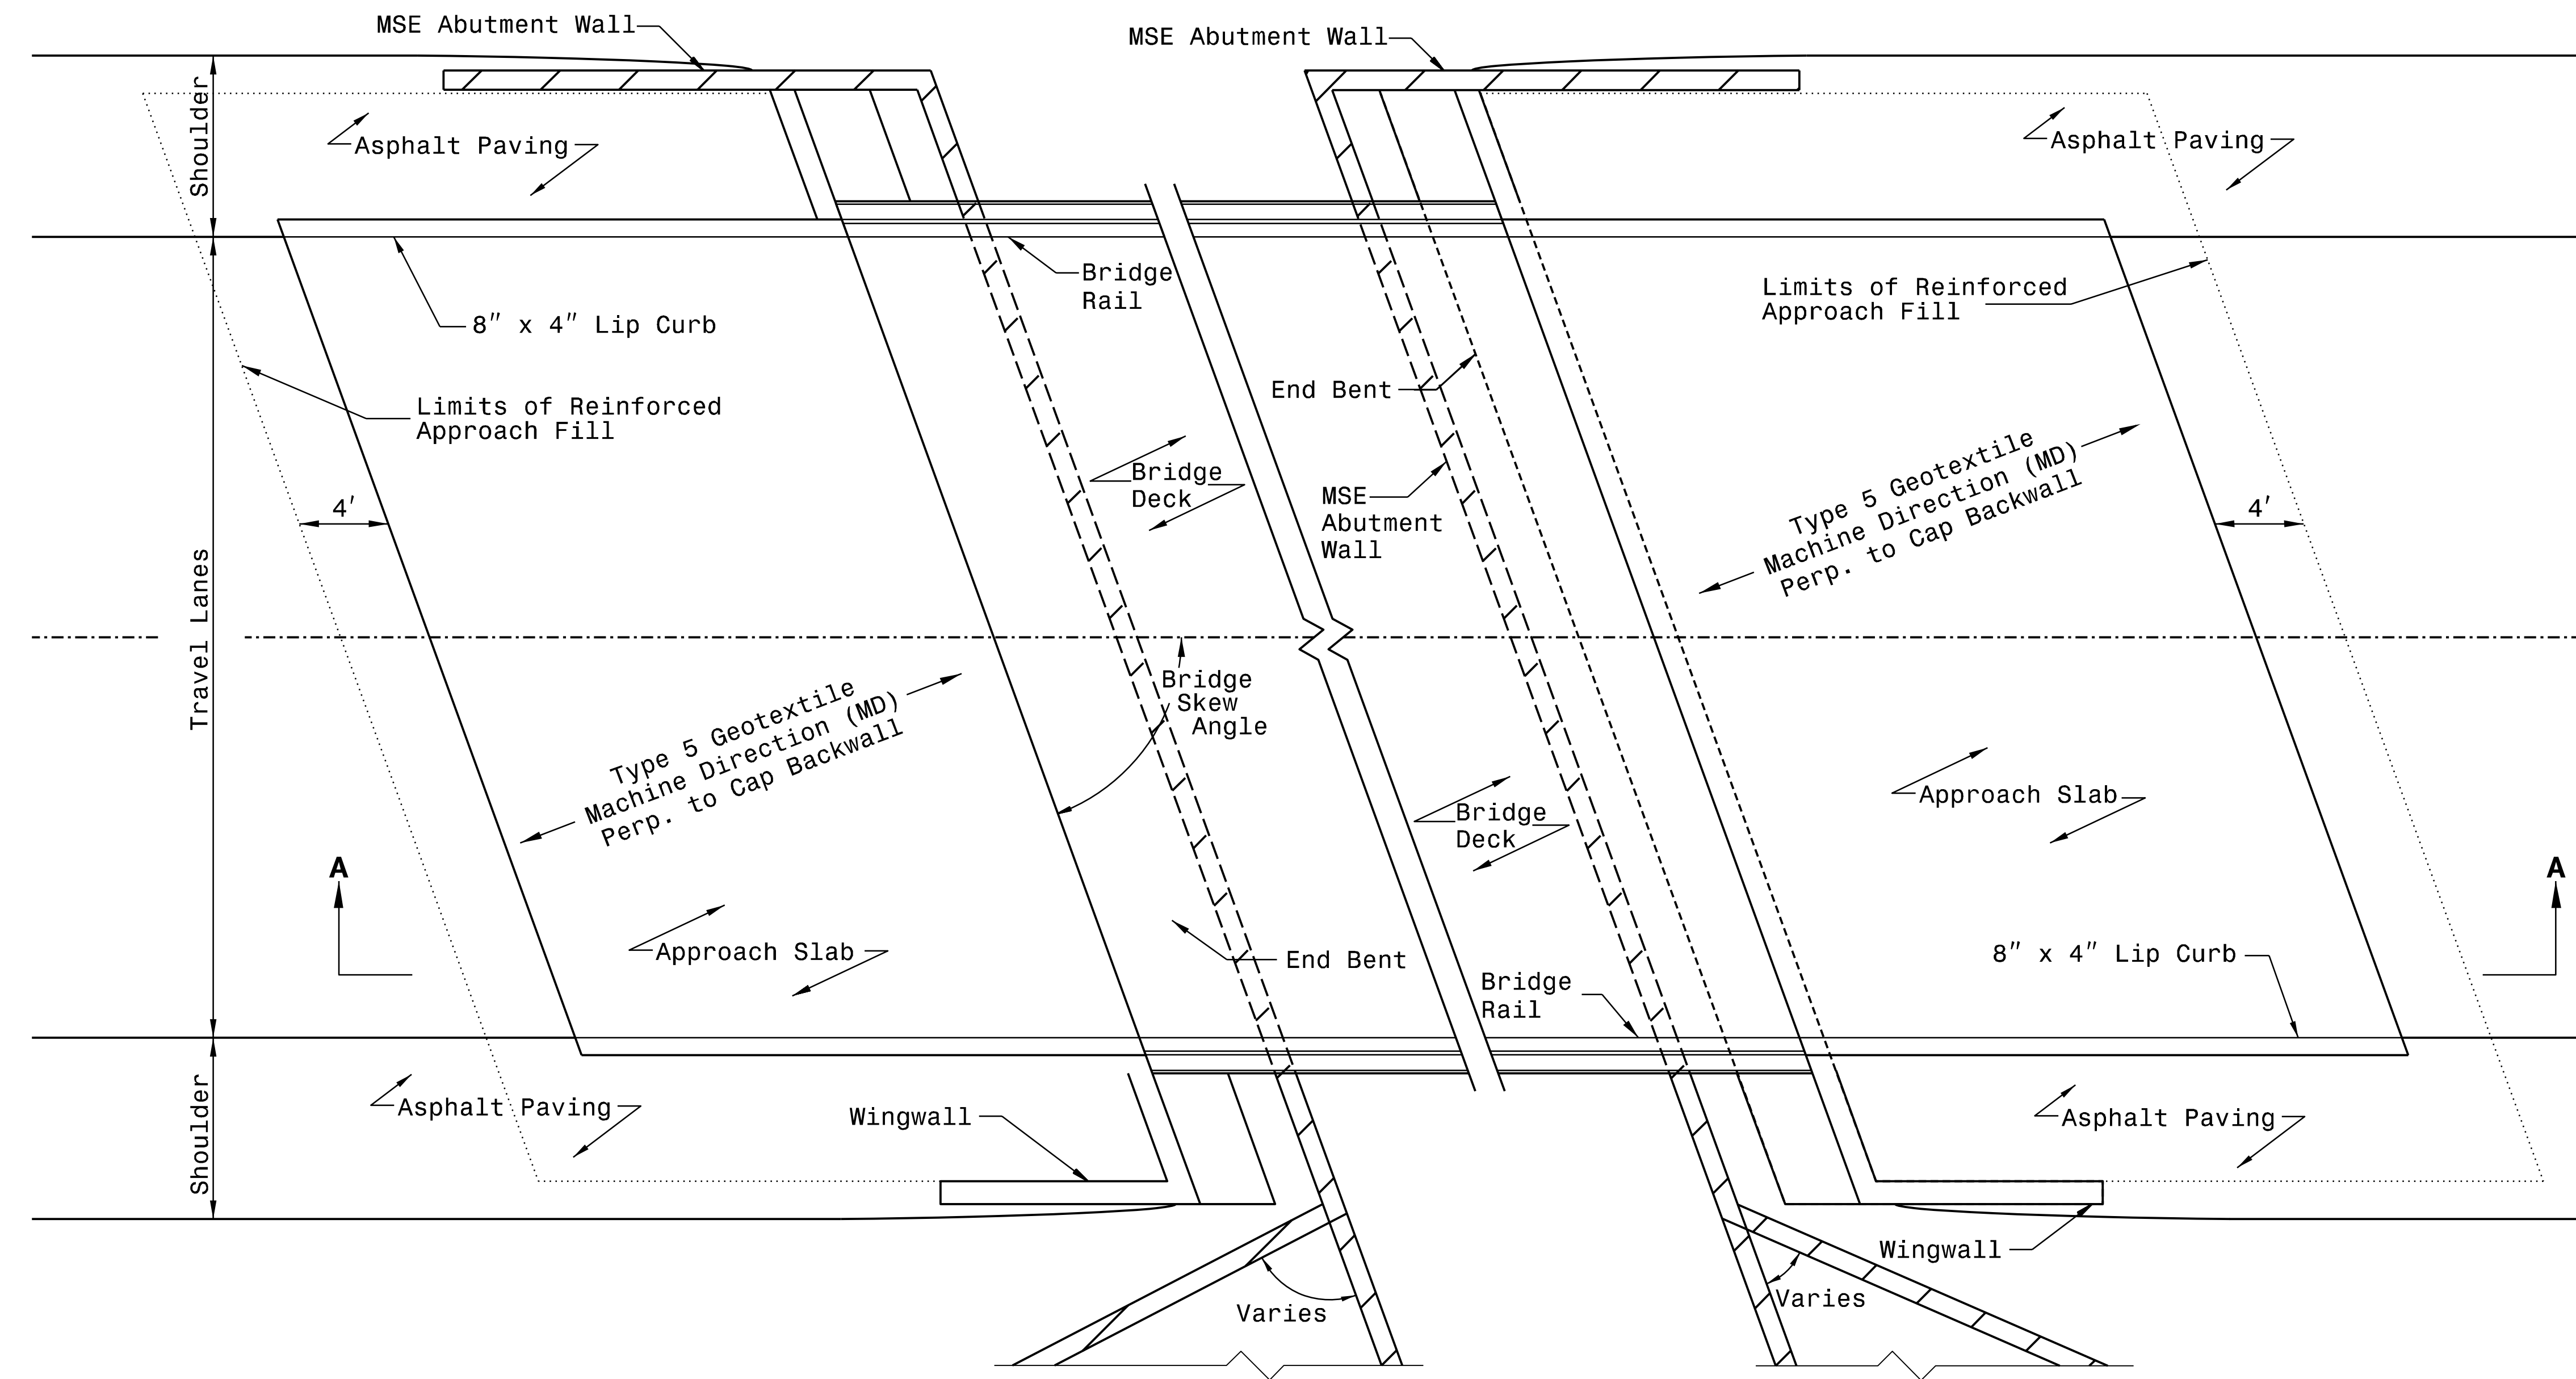 MSE Abutment Wall
MSE Abutment Wall
Shoulder
Asphalt Paving
Asphalt Paving
Bridge
Rail
8″ x 4″ Lip Curb
Limits of Reinforced
Approach Fill
Limits of Reinforced
Approach Fill
End Bent
4′
Bridge
Deck
MSE
Abutment
Wall
Type 5 Geotextile
Machine Direction (MD)
Perp. to Cap Backwall
4′
Travel Lanes
Bridge
Skew
Angle
Type 5 Geotextile
Machine Direction (MD)
Perp. to Cap Backwall
Bridge
Deck
Approach Slab
A
A
Approach Slab
End Bent
8″ x 4″ Lip Curb
Bridge
Rail
Shoulder
Asphalt Paving
Wingwall
Asphalt Paving
Wingwall
Varies
Varies